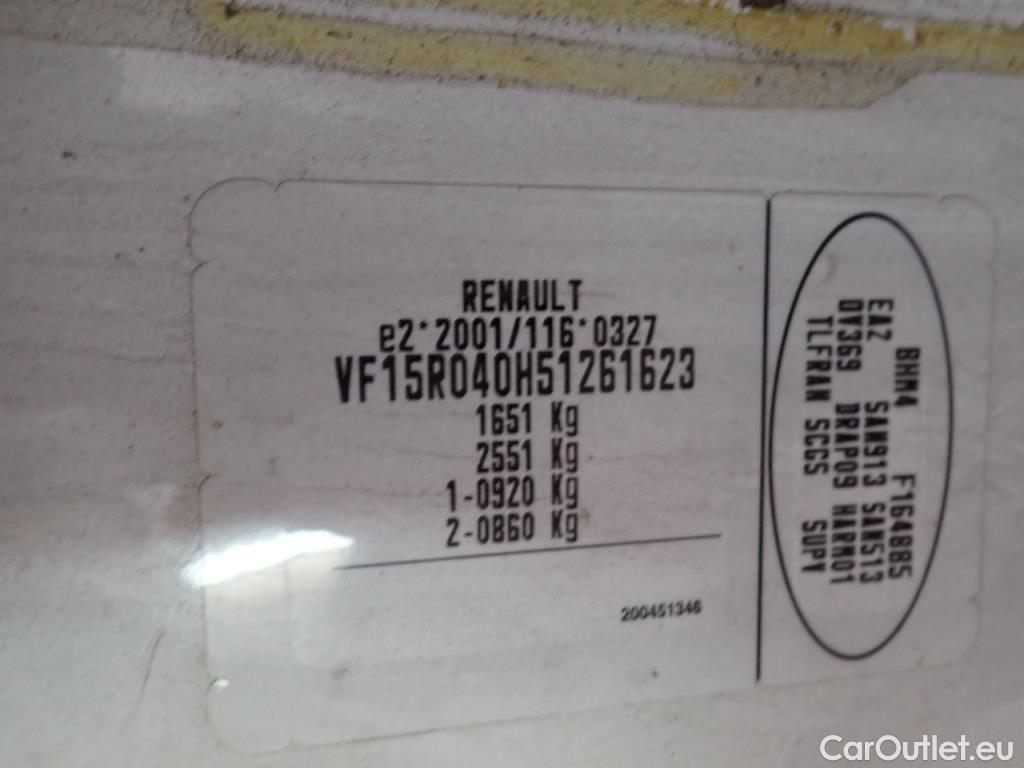 RENAULT
e2*2001/116*0327
VF15R040H51261623
1651 Kg
2551 Kg
1-0920 Kg
2-0860 Kg
200451346
BHM4 F164885
EA2 SAN913 SAN513
DV369 DRAP09 HARM01
TLFRAN SCGS SUPV
CarOutlet.eu